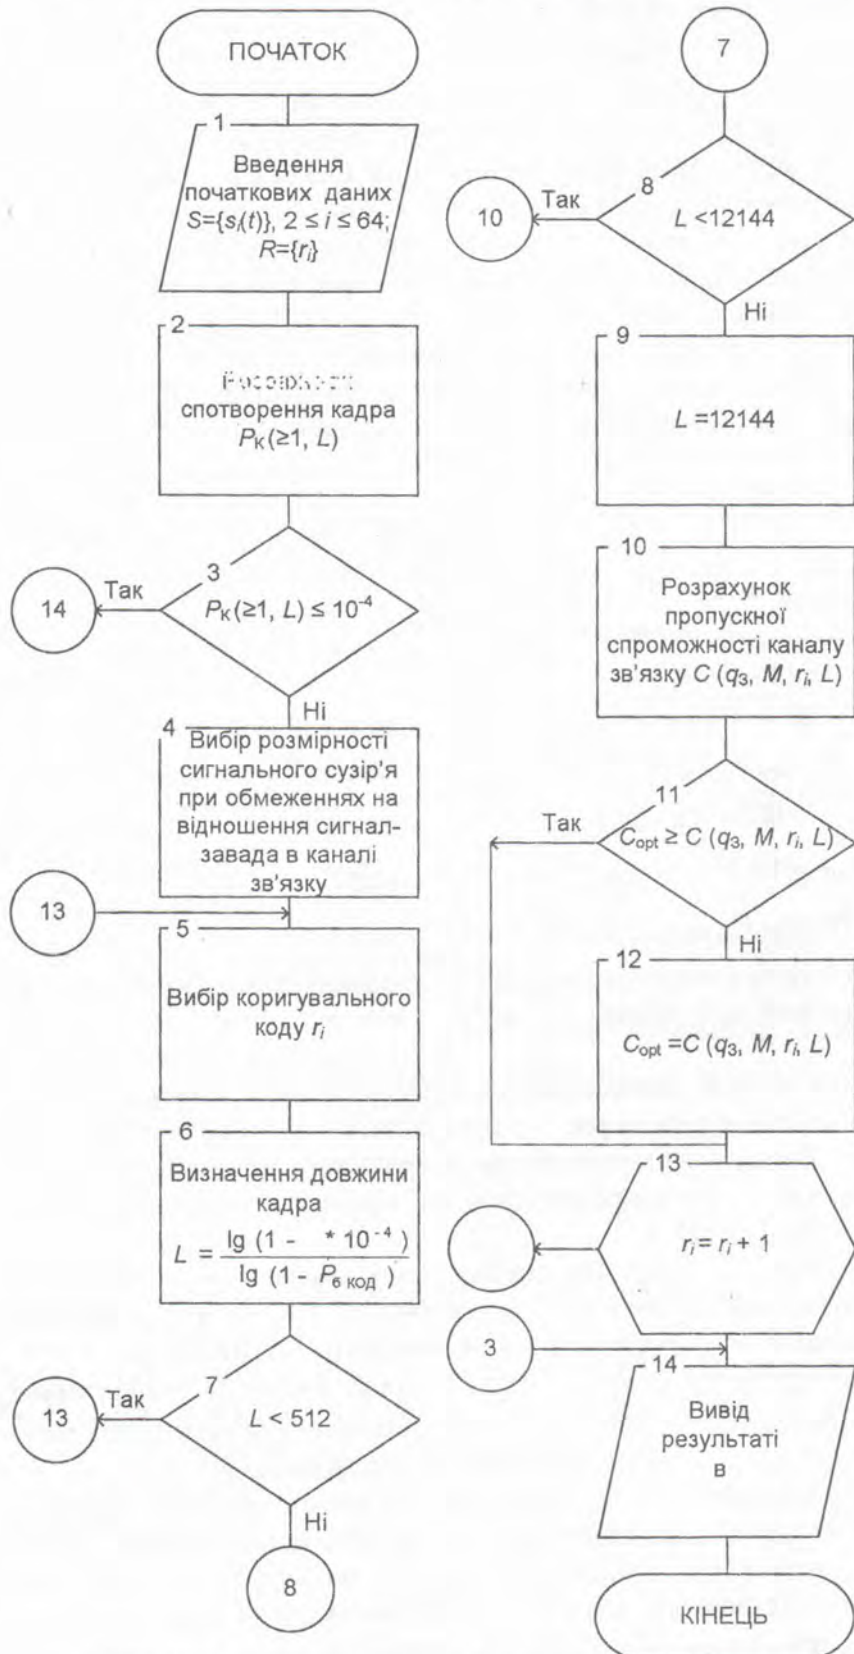 ПОЧАТОК
1
Введення
початкових даних
S={sᵢ(t)}, 2 ≤ i ≤ 64;
R={rᵢ}
2
спотворення кадра
Pк(≥1, L)
3
Pк(≥1, L) ≤ 10⁻⁴
Так
14
Ні
4
Вибір розмірності
сигнального сузір'я
при обмеженнях на
відношення сигнал-
завада в каналі
зв'язку
13
5
Вибір коригувального
коду rᵢ
6
Визначення довжини
кадра
L = lg (1 - * 10⁻⁴) / lg (1 - Pб код)
7
L < 512
Так
13
Ні
8
7
8
L <12144
Так
10
Ні
9
L =12144
10
Розрахунок
пропускної
спроможності каналу
зв'язку C (q₃, M, rᵢ, L)
11
Copt ≥ C (q₃, M, rᵢ, L)
Так
Ні
12
Copt =C (q₃, M, rᵢ, L)
13
rᵢ= rᵢ + 1
3
14
Вивід
результаті
в
КІНЕЦЬ